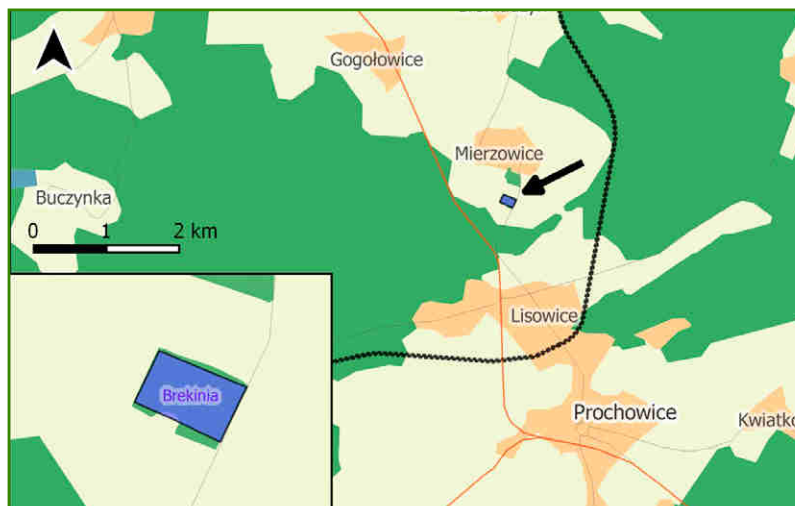 Gogołowice
Mierzowice
Buczynka
0 1 2 km
Lisowice
Brekinia
Prochowice
Kwiatko